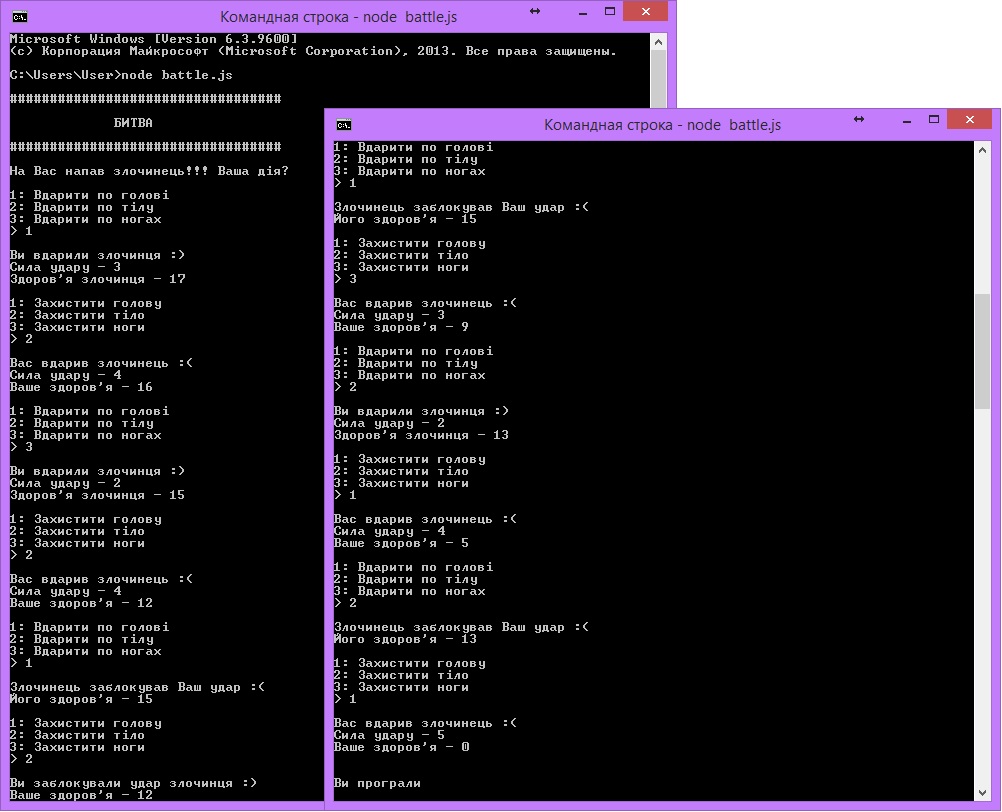 Командная строка - node battle.js
Microsoft Windows [Version 6.3.9600]
(c) Корпорация Майкрософт (Microsoft Corporation), 2013. Все права защищены.
C:\Users\User>node battle.js
##################################
БИТВА
##################################
На Вас напав злочинець!!! Ваша дія?
1: Вдарити по голові
2: Вдарити по тілу
3: Вдарити по ногах
> 1
Ви вдарили злочинця :)
Сила удару - 3
Здоров'я злочинця - 17
1: Захистити голову
2: Захистити тіло
3: Захистити ноги
> 2
Вас вдарив злочинець :(
Сила удару - 4
Ваше здоров'я - 16
1: Вдарити по голові
2: Вдарити по тілу
3: Вдарити по ногах
> 3
Ви вдарили злочинця :)
Сила удару - 2
Здоров'я злочинця - 15
1: Захистити голову
2: Захистити тіло
3: Захистити ноги
> 2
Вас вдарив злочинець :(
Сила удару - 4
Ваше здоров'я - 12
1: Вдарити по голові
2: Вдарити по тілу
3: Вдарити по ногах
> 1
Злочинець заблокував Ваш удар :(
Його здоров'я - 15
1: Захистити голову
2: Захистити тіло
3: Захистити ноги
> 2
Ви заблокували удар злочинця :)
Ваше здоров'я - 12
Командная строка - node battle.js
1: Вдарити по голові
2: Вдарити по тілу
3: Вдарити по ногах
> 1
Злочинець заблокував Ваш удар :(
Його здоров'я - 15
1: Захистити голову
2: Захистити тіло
3: Захистити ноги
> 3
Вас вдарив злочинець :(
Сила удару - 3
Ваше здоров'я - 9
1: Вдарити по голові
2: Вдарити по тілу
3: Вдарити по ногах
> 2
Ви вдарили злочинця :)
Сила удару - 2
Здоров'я злочинця - 13
1: Захистити голову
2: Захистити тіло
3: Захистити ноги
> 1
Вас вдарив злочинець :(
Сила удару - 4
Ваше здоров'я - 5
1: Вдарити по голові
2: Вдарити по тілу
3: Вдарити по ногах
> 2
Злочинець заблокував Ваш удар :(
Його здоров'я - 13
1: Захистити голову
2: Захистити тіло
3: Захистити ноги
> 1
Вас вдарив злочинець :(
Сила удару - 5
Ваше здоров'я - 0
Ви програли